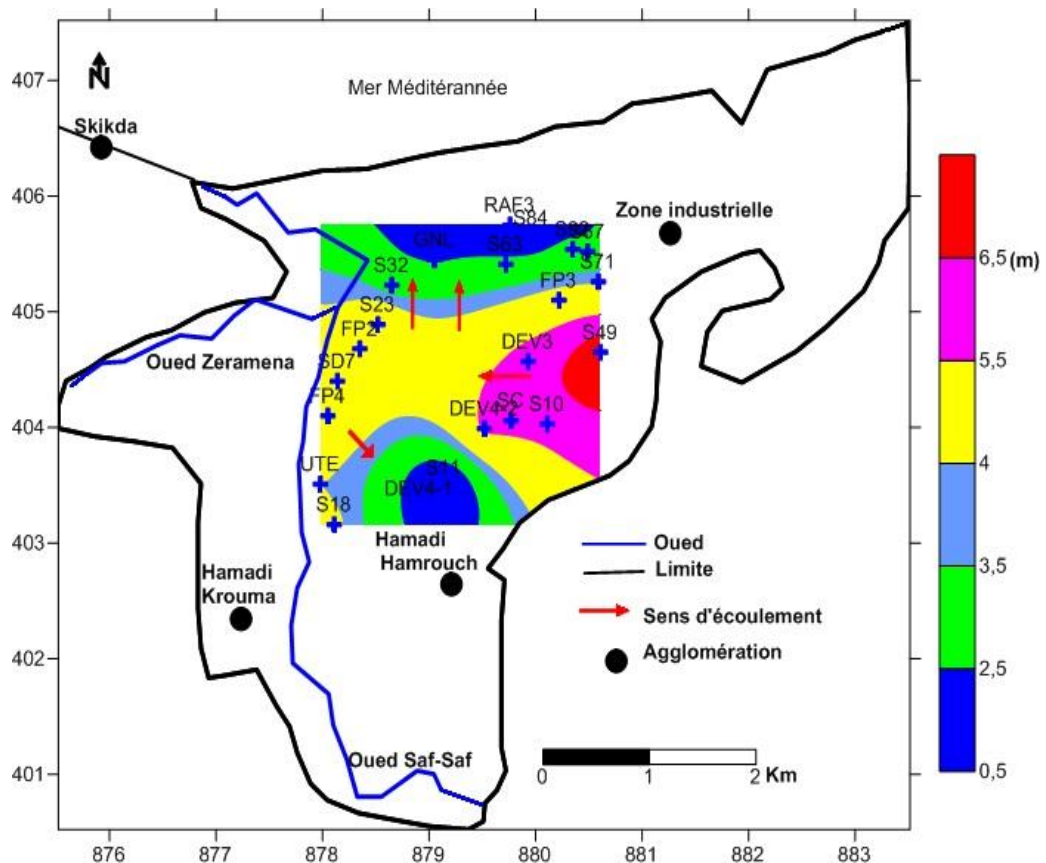 N
Mer Méditérannée
Skikda
407
406
405
404
403
402
401
876
877
878
879
880
881
882
883
RAF3
S84
Zone industrielle
GNL
S63
S87
S32
S71
FP3
S23
FP2
DEV3
S49
Oued Zeramena
SD7
FP4
DEV4-2
SC
S10
UTE
S11
DEV4-1
S18
Hamadi
Hamrouch
Hamadi
Krouma
Oued
Limite
Sens d'écoulement
Agglomération
Oued Saf-Saf
0
1
2 Km
6,5 (m)
5,5
4
3,5
2,5
0,5